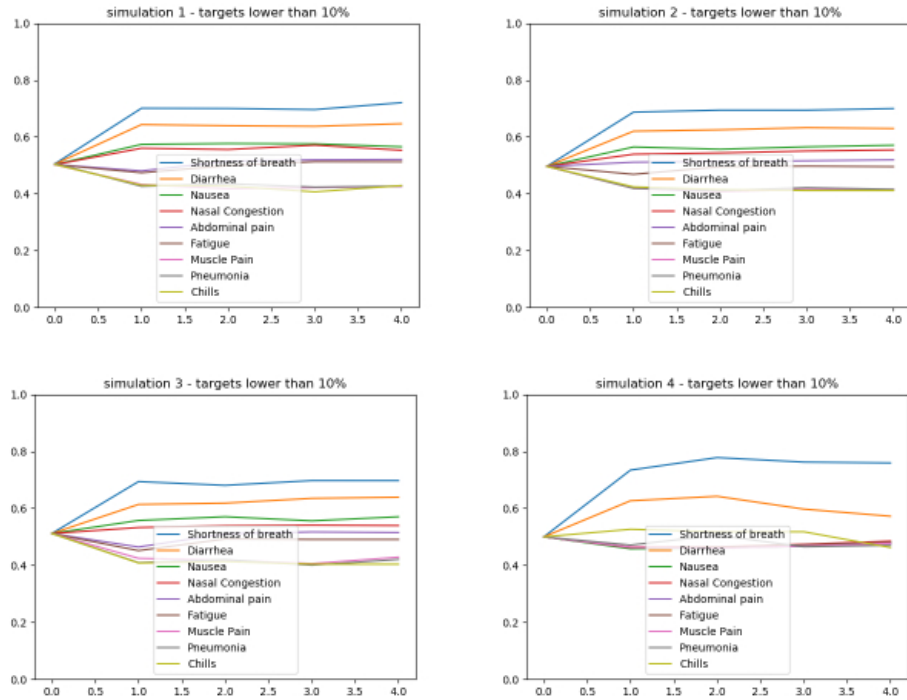 simulation 1 - targets lower than 10%
1.0
0.8
0.6
0.4
0.2
0.0
Shortness of breath
Diarrhea
Nausea
Nasal Congestion
Abdominal pain
Fatigue
Muscle Pain
Pneumonia
Chills
0.0 0.5 1.0 1.5 2.0 2.5 3.0 3.5 4.0
simulation 2 - targets lower than 10%
1.0
0.8
0.6
0.4
0.2
0.0
Shortness of breath
Diarrhea
Nausea
Nasal Congestion
Abdominal pain
Fatigue
Muscle Pain
Pneumonia
Chills
0.0 0.5 1.0 1.5 2.0 2.5 3.0 3.5 4.0
simulation 3 - targets lower than 10%
1.0
0.8
0.6
0.4
0.2
0.0
Shortness of breath
Diarrhea
Nausea
Nasal Congestion
Abdominal pain
Fatigue
Muscle Pain
Pneumonia
Chills
0.0 0.5 1.0 1.5 2.0 2.5 3.0 3.5 4.0
simulation 4 - targets lower than 10%
1.0
0.8
0.6
0.4
0.2
0.0
Shortness of breath
Diarrhea
Nausea
Nasal Congestion
Abdominal pain
Fatigue
Muscle Pain
Pneumonia
Chills
0.0 0.5 1.0 1.5 2.0 2.5 3.0 3.5 4.0